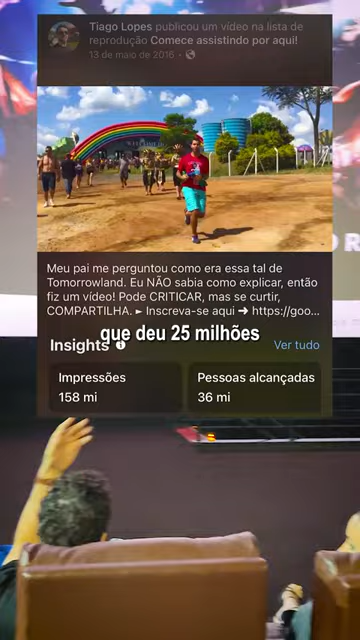 Tiago Lopes publicou um vídeo na lista de
reprodução Comece assistindo por aqui!
13 de maio de 2016 •
Meu pai me perguntou como era essa tal de
Tomorrowland. Eu NÃO sabia como explicar, então
fiz um vídeo! Pode CRITICAR, mas se curtir,
COMPARTILHA. ► Inscreva-se aqui ➜ https://goo...
que deu 25 milhões
Insights
Ver tudo
Impressões
Pessoas alcançadas
158 mi
36 mi